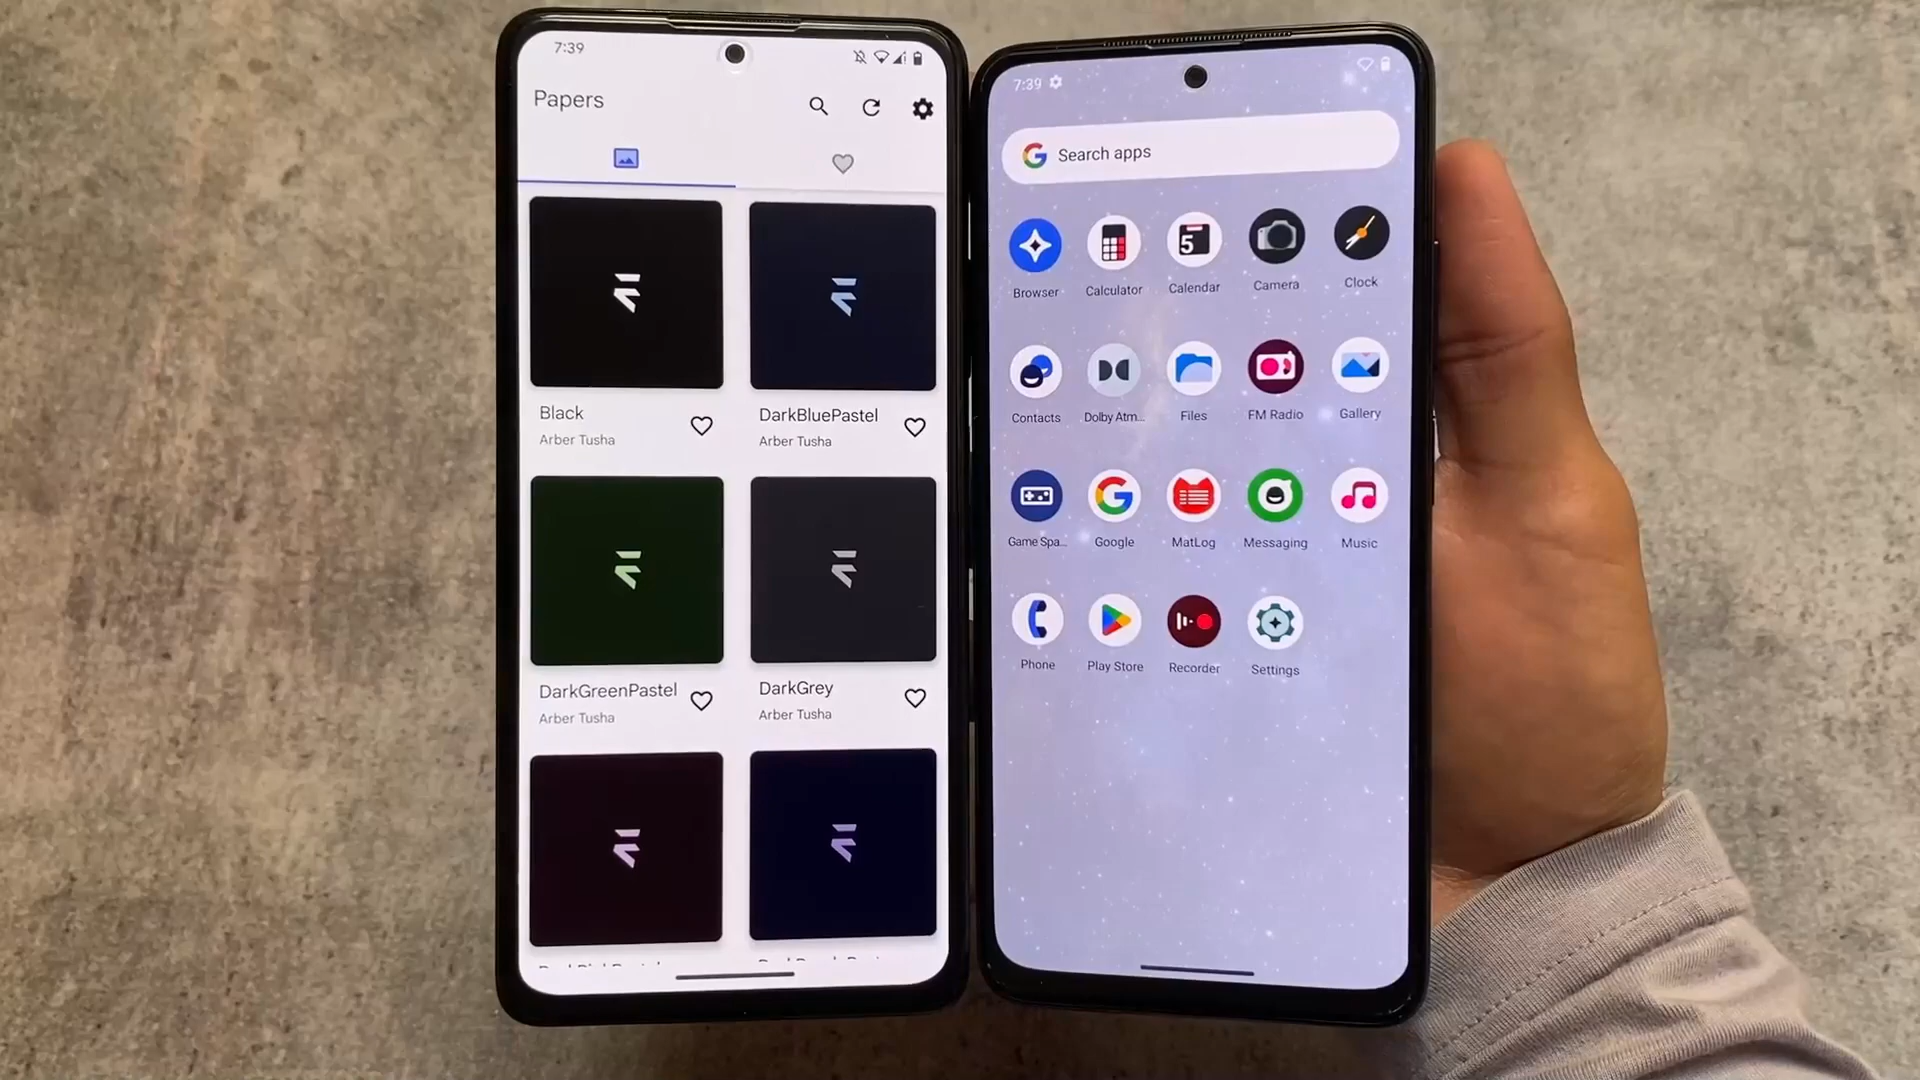 7:39
Papers
Black
Arber Tusha
DarkBluePastel
Arber Tusha
DarkGreenPastel
Arber Tusha
DarkGrey
Arber Tusha
7:39
Search apps
Browser
Calculator
5
Calendar
Camera
Clock
Contacts
Dolby Atm...
Files
FM Radio
Gallery
Game Spa...
Google
MatLog
Messaging
Music
Phone
Play Store
Recorder
Settings